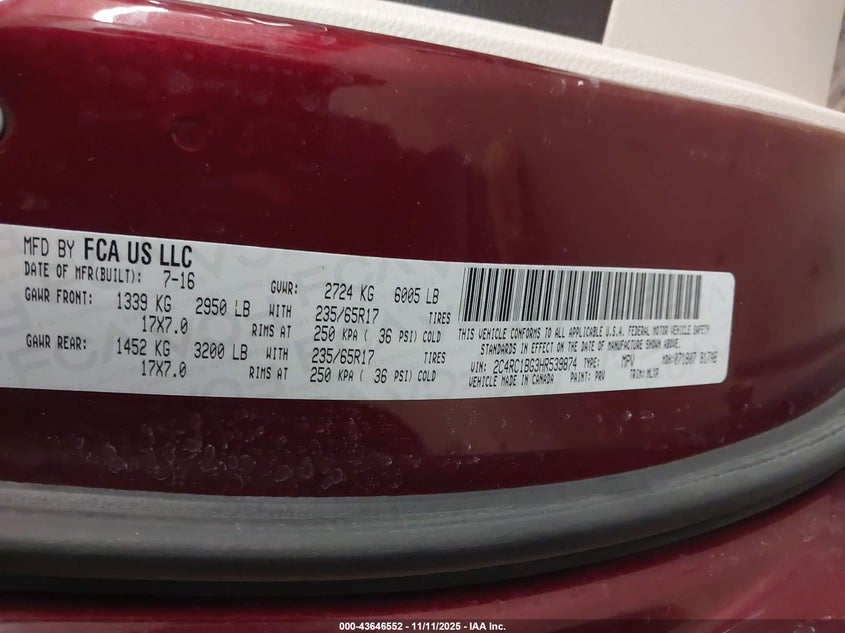 MFD BY FCA US LLC
DATE OF MFR(BUILT): 7-16
GVWR: 2724 KG 6005 LB
GAWR FRONT: 1339 KG 2950 LB WITH 235/65R17 TIRES
17X7.0 RIMS AT 250 KPA ( 36 PSI) COLD
GAWR REAR: 1452 KG 3200 LB WITH 235/65R17 TIRES
17X7.0 RIMS AT 250 KPA ( 36 PSI) COLD
THIS VEHICLE CONFORMS TO ALL APPLICABLE U.S.A. FEDERAL MOTOR VEHICLE SAFETY
STANDARDS IN EFFECT ON THE DATE OF MANUFACTURE SHOWN ABOVE.
VIN: 2C4RC1BG3HR539874 TYPE: MPV MDH:
VEHICLE MADE IN CANADA PAINT: PRV TRIM: MLXP
000-43646552 - 11/11/2025 - IAA Inc.